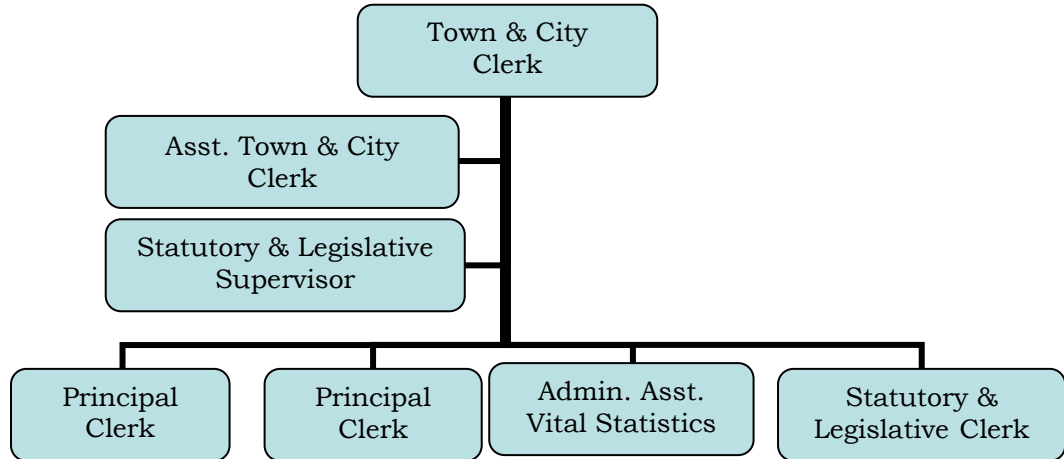 Town & City
Clerk
Asst. Town & City
Clerk
Statutory & Legislative
Supervisor
Principal
Clerk
Principal
Clerk
Admin. Asst.
Vital Statistics
Statutory &
Legislative Clerk